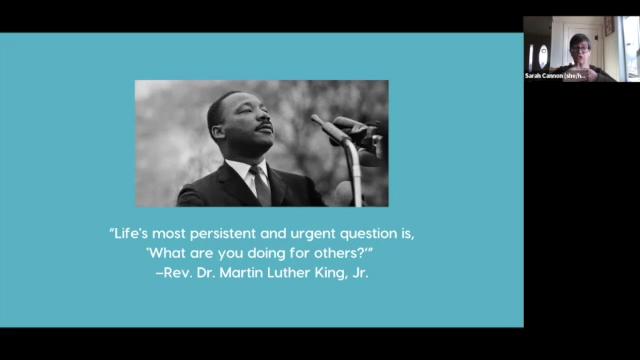 "Life's most persistent and urgent question is,
'What are you doing for others?'"
–Rev. Dr. Martin Luther King, Jr.
Sarah Cannon (she/h...